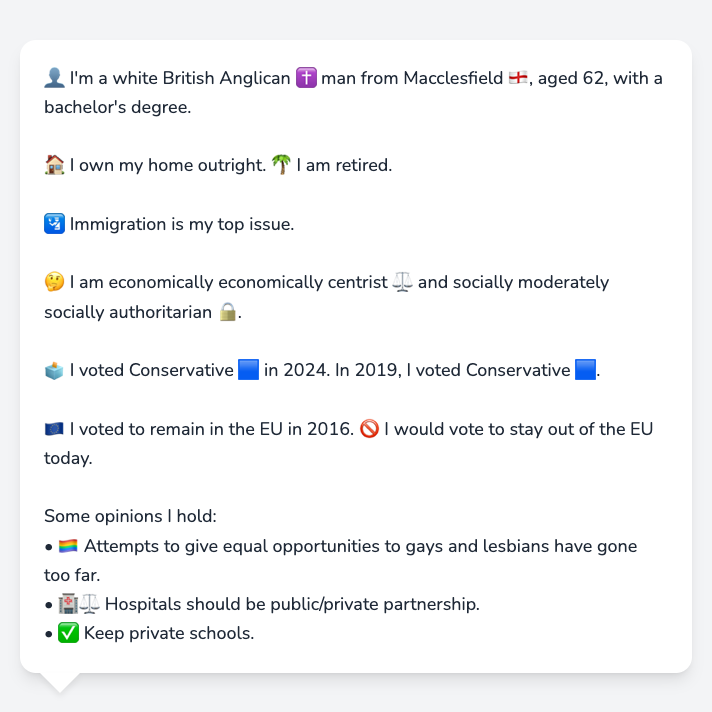 👤 I'm a white British Anglican ✝️ man from Macclesfield 🏴󠁧󠁢󠁥󠁮󠁧󠁿, aged 62, with a
bachelor's degree.
🏠 I own my home outright. 🌴 I am retired.
🛂 Immigration is my top issue.
🤔 I am economically economically centrist ⚖️ and socially moderately
socially authoritarian 🔒.
🗳️ I voted Conservative 🟦 in 2024. In 2019, I voted Conservative 🟦.
🇪🇺 I voted to remain in the EU in 2016. 🚫 I would vote to stay out of the EU
today.
Some opinions I hold:
• 🏳️‍🌈 Attempts to give equal opportunities to gays and lesbians have gone
too far.
• 🏥⚖️ Hospitals should be public/private partnership.
• ✅ Keep private schools.